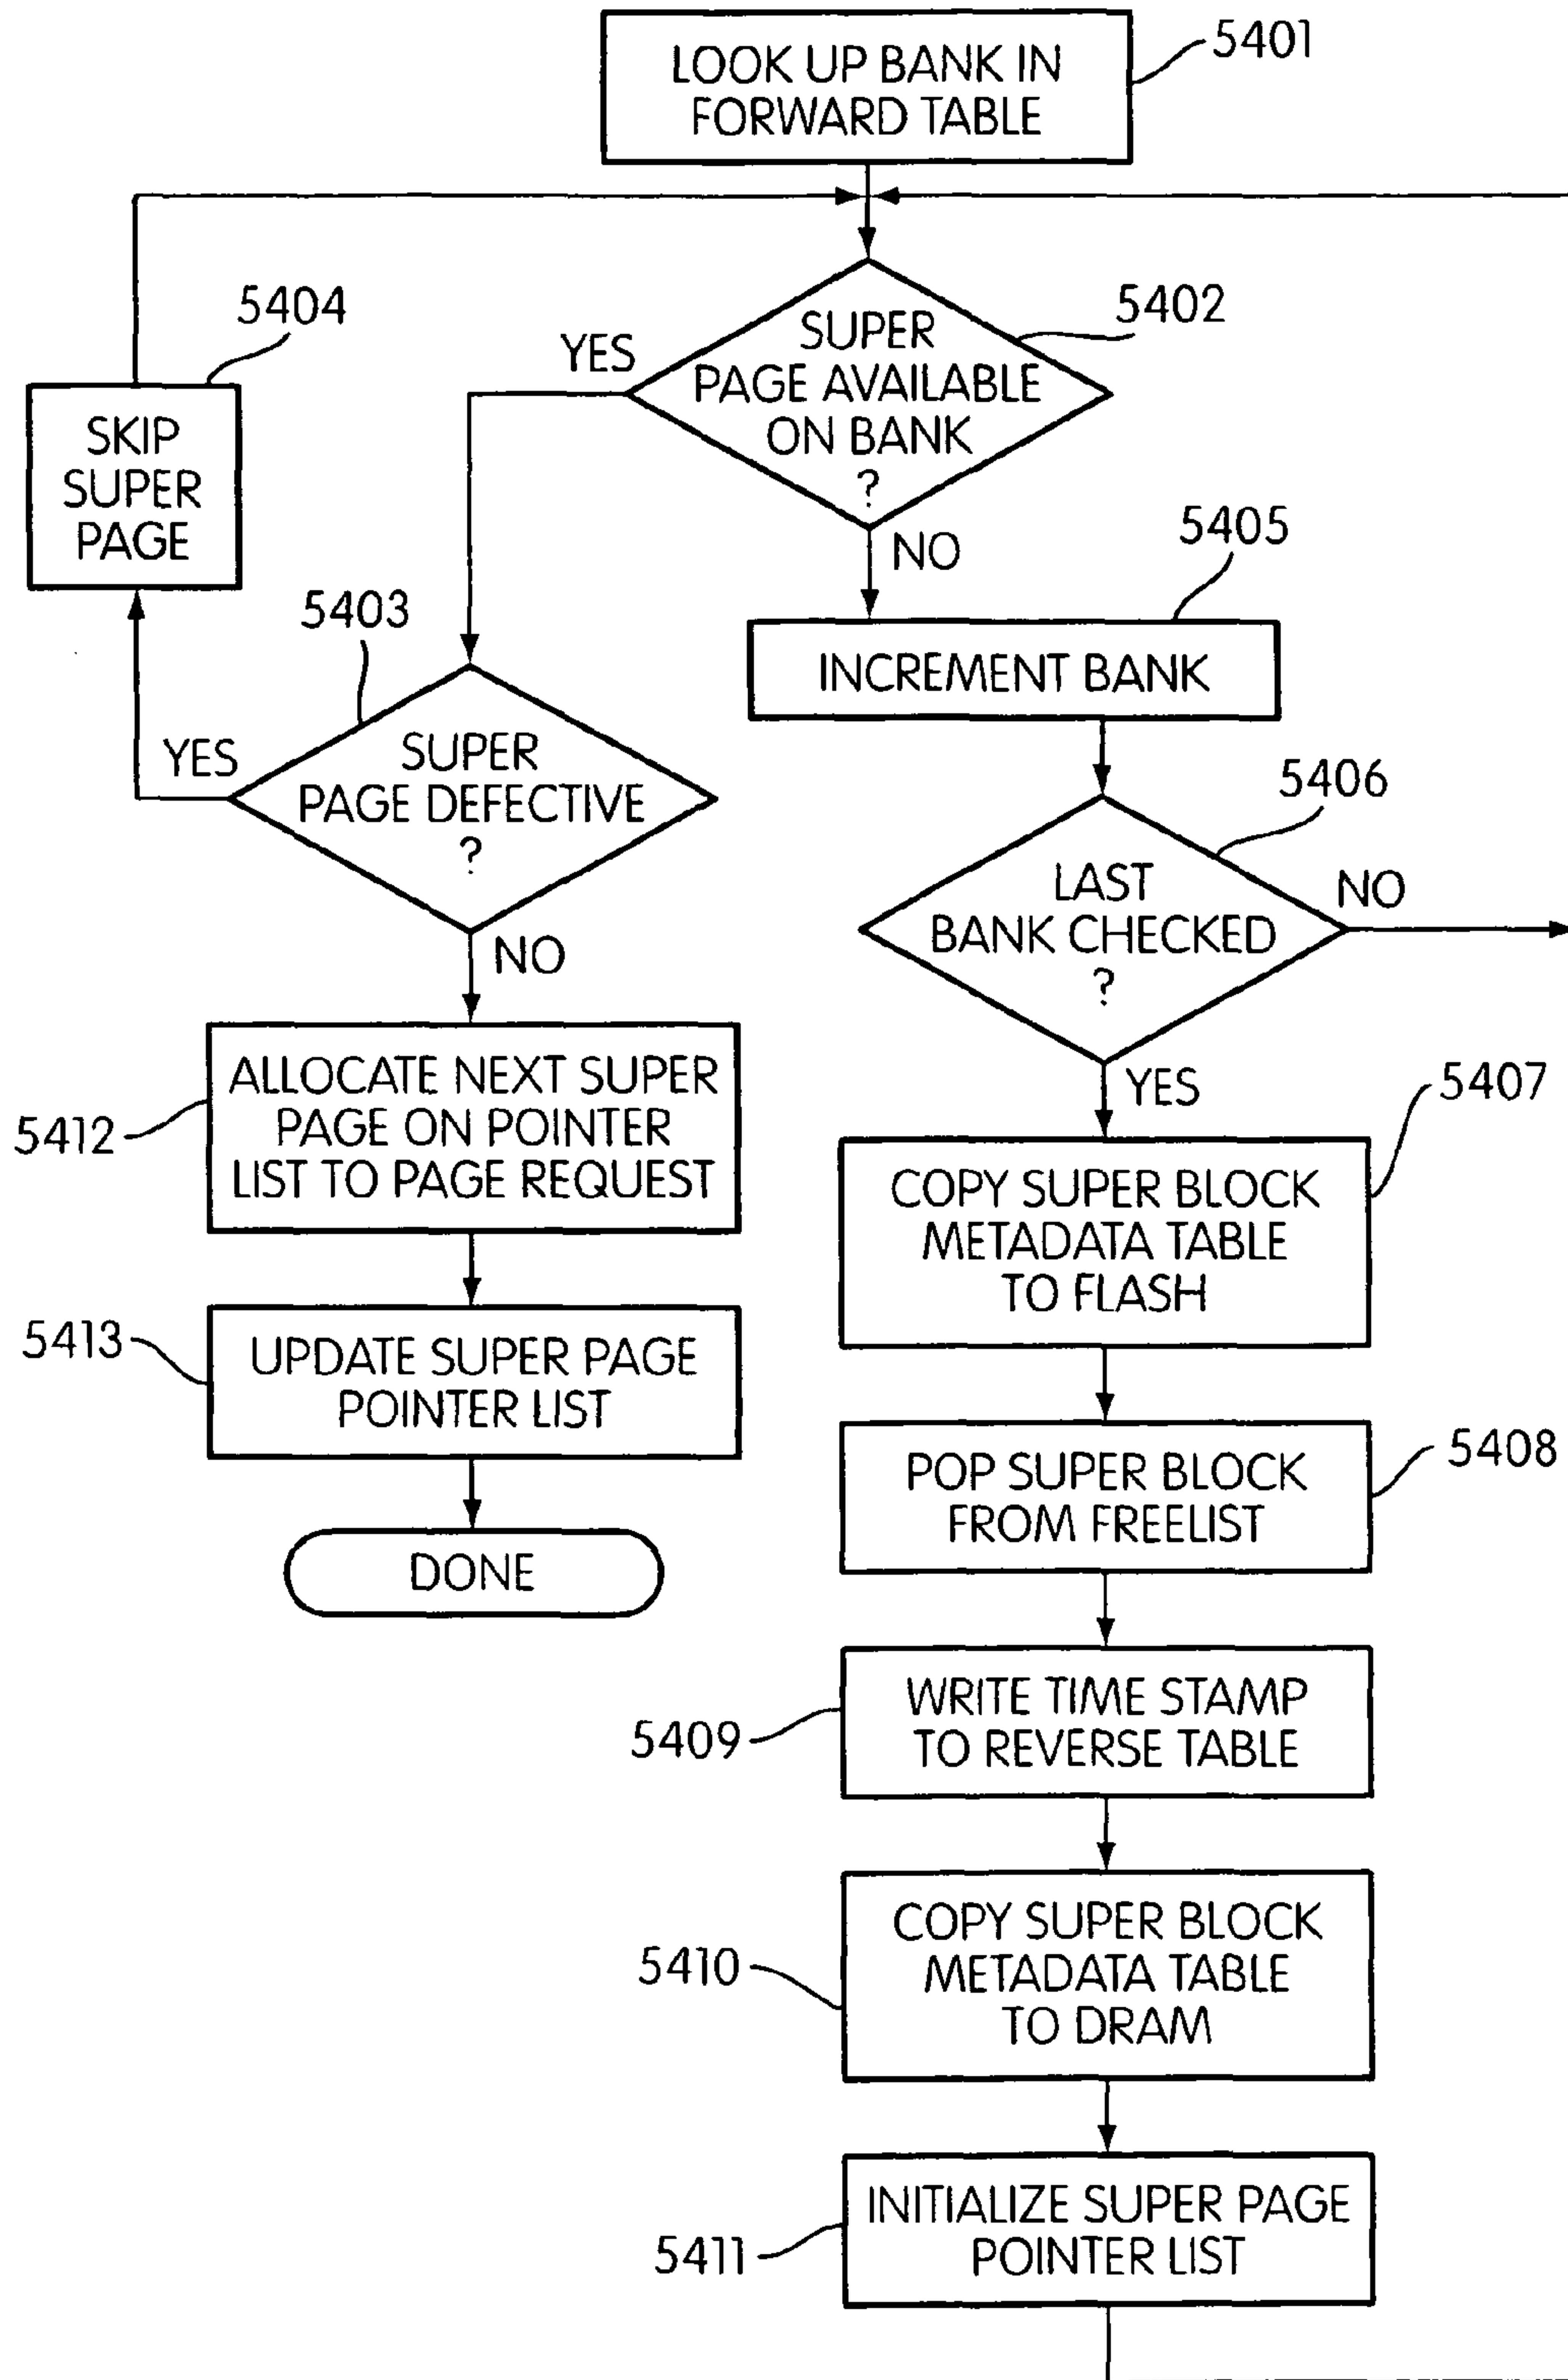 LOOK UP BANK IN
FORWARD TABLE
5401
5404
SKIP
SUPER
PAGE
5402
YES
SUPER
PAGE AVAILABLE
ON BANK
?
NO
5405
INCREMENT BANK
5403
YES
SUPER
PAGE DEFECTIVE
?
NO
5406
LAST
BANK CHECKED
?
NO
YES
5412
ALLOCATE NEXT SUPER
PAGE ON POINTER
LIST TO PAGE REQUEST
5407
COPY SUPER BLOCK
METADATA TABLE
TO FLASH
5413
UPDATE SUPER PAGE
POINTER LIST
DONE
5408
POP SUPER BLOCK
FROM FREELIST
5409
WRITE TIME STAMP
TO REVERSE TABLE
5410
COPY SUPER BLOCK
METADATA TABLE
TO DRAM
5411
INITIALIZE SUPER PAGE
POINTER LIST